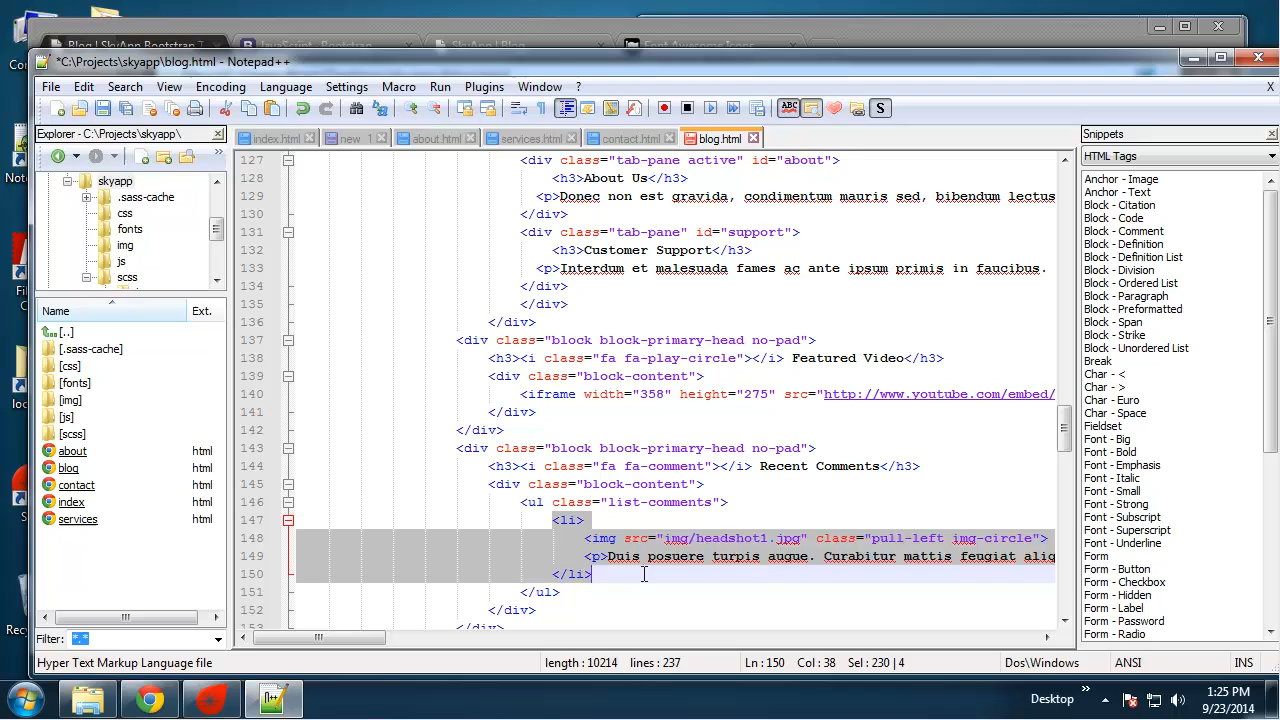 Blog | SkyApp Bootstrap T
JavaScript · Bootstrap
SkyApp | Blog
Font Awesome Icons
*C:\Projects\skyapp\blog.html - Notepad++
File Edit Search View Encoding Language Settings Macro Run Plugins Window ? X
Explorer - C:\Projects\skyapp\
index.html new 1 about.html services.html contact.html blog.html
Snippets
HTML Tags
skyapp
.sass-cache
css
fonts
img
js
scss
Name Ext.
[..]
[.sass-cache]
[css]
[fonts]
[img]
[js]
[scss]
about html
blog html
contact html
index html
services html
Filter: *.*
127 <div class="tab-pane active" id="about">
128 <h3>About Us</h3>
129 <p>Donec non est gravida, condimentum mauris sed, bibendum lectus
130 </div>
131 <div class="tab-pane" id="support">
132 <h3>Customer Support</h3>
133 <p>Interdum et malesuada fames ac ante ipsum primis in faucibus.
134 </div>
135 </div>
136 </div>
137 <div class="block block-primary-head no-pad">
138 <h3><i class="fa fa-play-circle"></i> Featured Video</h3>
139 <div class="block-content">
140 <iframe width="358" height="275" src="http://www.youtube.com/embed/
141 </div>
142 </div>
143 <div class="block block-primary-head no-pad">
144 <h3><i class="fa fa-comment"></i> Recent Comments</h3>
145 <div class="block-content">
146 <ul class="list-comments">
147 <li>
148 <img src="img/headshot1.jpg" class="pull-left img-circle">
149 <p>Duis posuere turpis augue. Curabitur mattis feugiat aliq
150 </li>
151 </ul>
152 </div>
153 </div>
Anchor - Image
Anchor - Text
Block - Citation
Block - Code
Block - Comment
Block - Definition
Block - Definition List
Block - Division
Block - Ordered List
Block - Paragraph
Block - Preformatted
Block - Span
Block - Strike
Block - Unordered List
Break
Char - <
Char - >
Char - Euro
Char - Space
Fieldset
Font - Big
Font - Bold
Font - Emphasis
Font - Italic
Font - Small
Font - Strong
Font - Subscript
Font - Superscript
Font - Underline
Form
Form - Button
Form - Checkbox
Form - Hidden
Form - Label
Form - Password
Form - Radio
Hyper Text Markup Language file length : 10214 lines : 237 Ln : 150 Col : 38 Sel : 230 | 4 Dos\Windows ANSI INS
Desktop
1:25 PM
9/23/2014